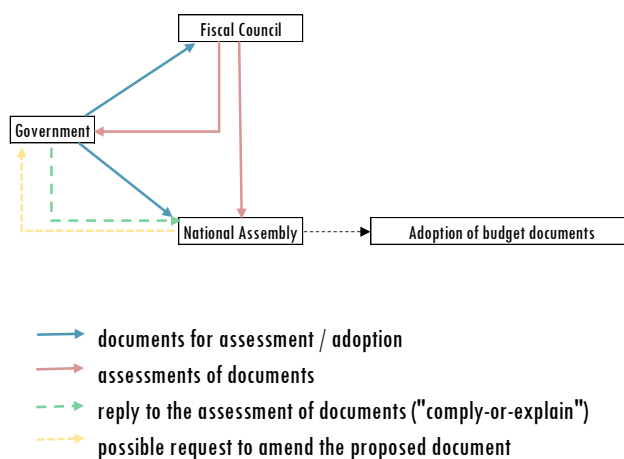 Fiscal Council
Government
National Assembly
Adoption of budget documents
documents for assessment / adoption
assessments of documents
reply to the assessment of documents ("comply-or-explain")
possible request to amend the proposed document